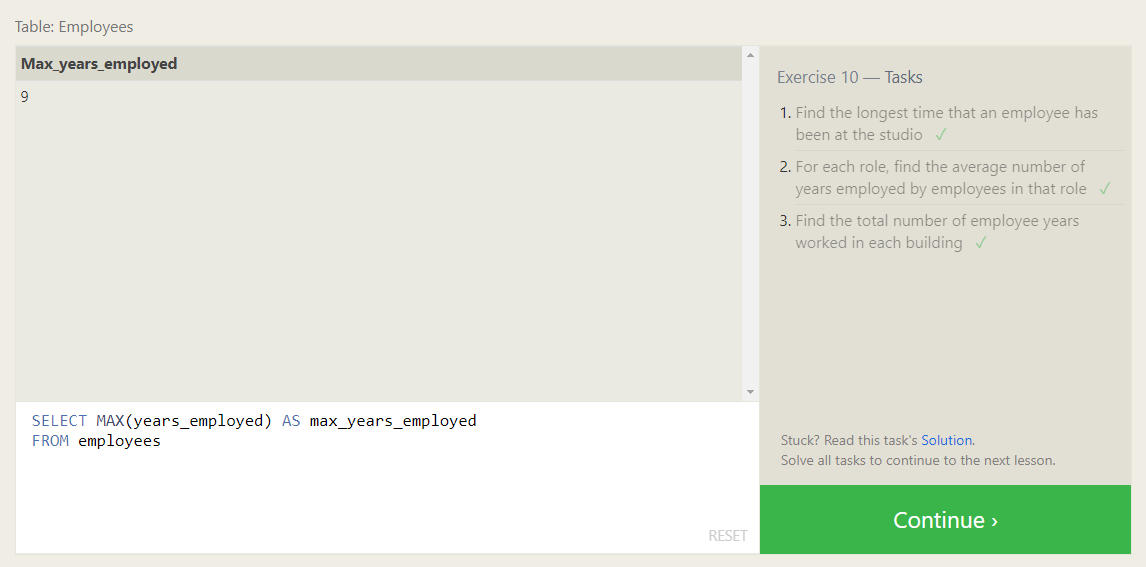 Table: Employees
Max_years_employed
9
SELECT MAX(years_employed) AS max_years_employed
FROM employees
RESET
Exercise 10 — Tasks
1. Find the longest time that an employee has
been at the studio ✓
2. For each role, find the average number of
years employed by employees in that role ✓
3. Find the total number of employee years
worked in each building ✓
Stuck? Read this task's Solution.
Solve all tasks to continue to the next lesson.
Continue ›